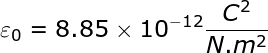 ε₀ = 8.85 × 10⁻¹² C²/N.m²